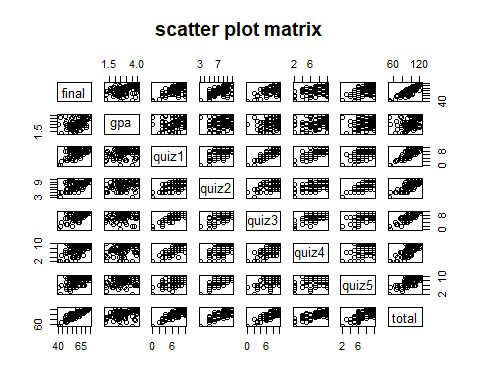 scatter plot matrix
1.5 4.0 3 7 2 6 60 120
final 40
1.5 gpa
quiz1 0 8
3 9 quiz2
quiz3 0 8
2 10 quiz4
quiz5 2 10
60 total
40 65 0 6 0 6 2 6